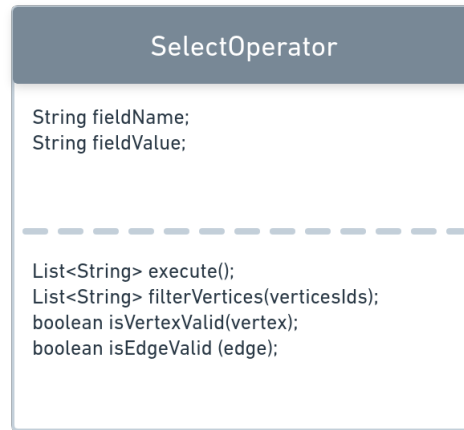 SelectOperator
String fieldName;
String fieldValue;
List<String> execute();
List<String> filterVertices(verticesIds);
boolean isVertexValid(vertex);
boolean isEdgeValid (edge);